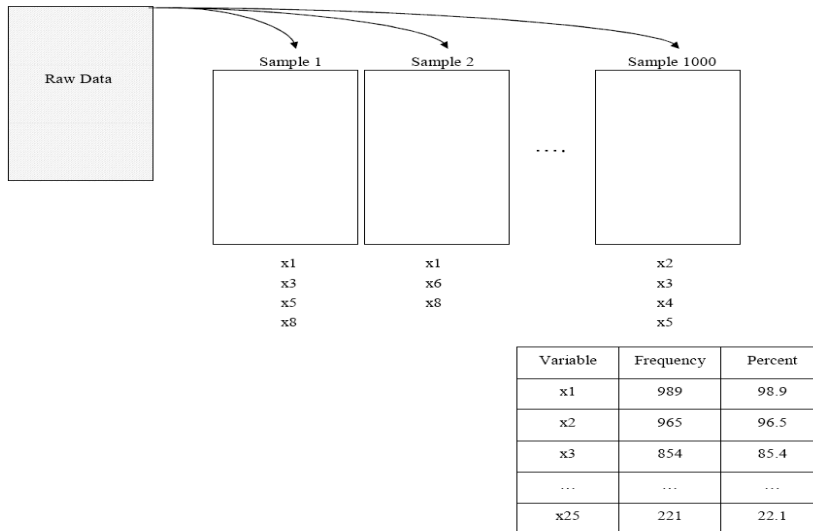 Raw Data
Sample 1
Sample 2
Sample 1000
....
x1
x3
x5
x8
x1
x6
x8
x2
x3
x4
x5
Variable Frequency Percent
x1 989 98.9
x2 965 96.5
x3 854 85.4
... ... ...
x25 221 22.1